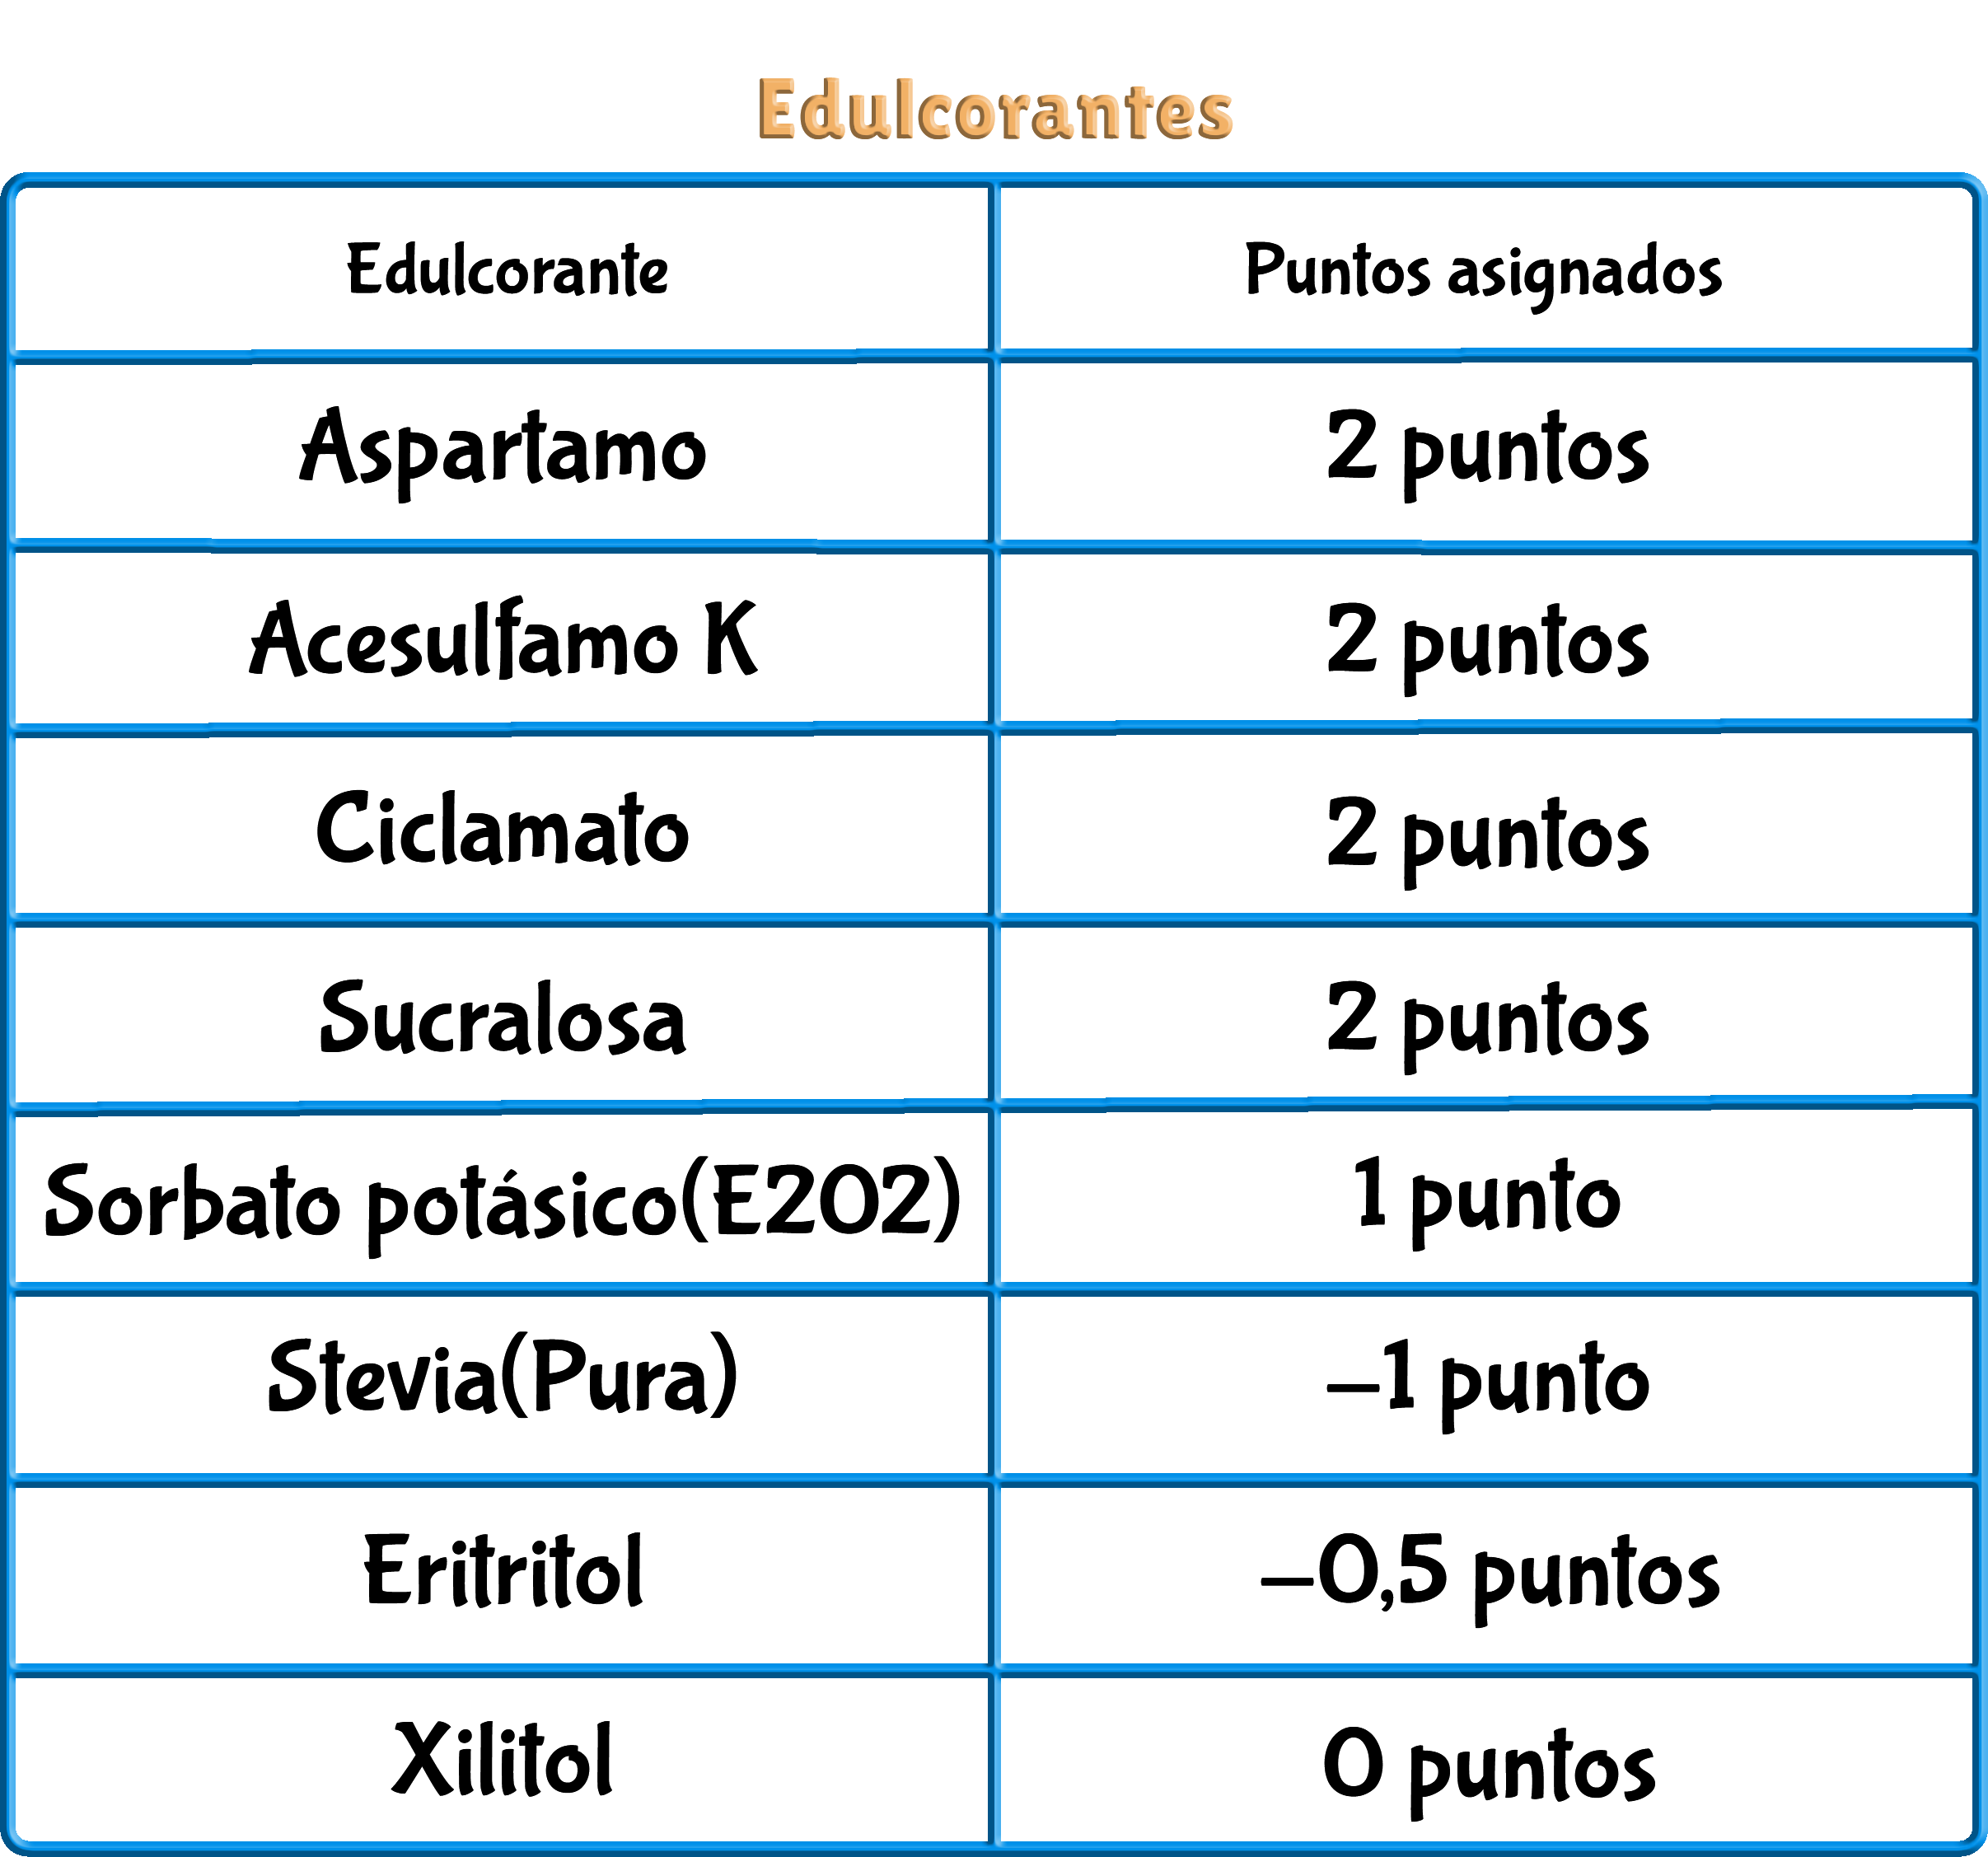 Edulcorantes
Edulcorante Puntos asignados
Aspartamo 2 puntos
Acesulfamo K 2 puntos
Ciclamato 2 puntos
Sucralosa 2 puntos
Sorbato potásico(E202) 1 punto
Stevia(Pura) –1 punto
Eritritol –0,5 puntos
Xilitol 0 puntos